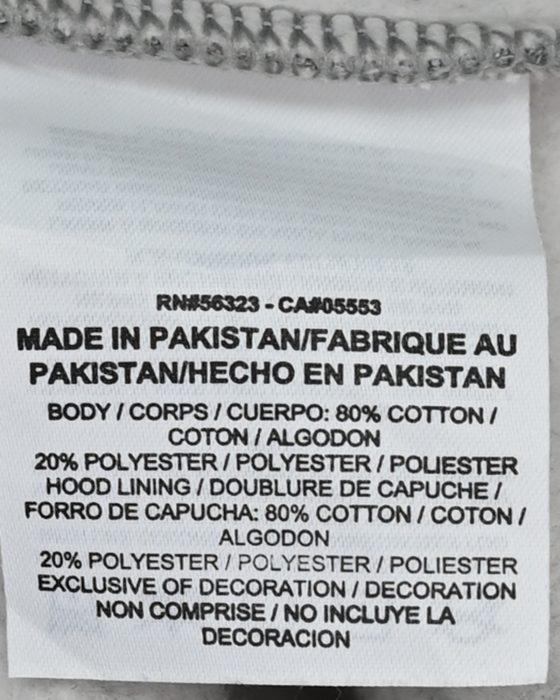 RN#56323 - CA#05553
MADE IN PAKISTAN/FABRIQUE AU
PAKISTAN/HECHO EN PAKISTAN
BODY / CORPS / CUERPO: 80% COTTON /
COTON / ALGODON
20% POLYESTER / POLYESTER / POLIESTER
HOOD LINING / DOUBLURE DE CAPUCHE /
FORRO DE CAPUCHA: 80% COTTON / COTON /
ALGODON
20% POLYESTER / POLYESTER / POLIESTER
EXCLUSIVE OF DECORATION / DECORATION
NON COMPRISE / NO INCLUYE LA
DECORACION